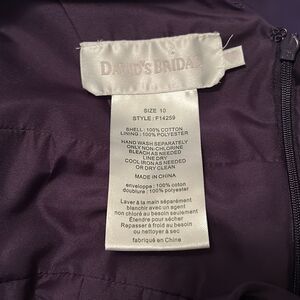 DAVID'S BRIDAL
SIZE 10
STYLE: F14259
SHELL: 100% COTTON
LINING: 100% POLYESTER
HAND WASH SEPARATELY
ONLY NON-CHLORINE
BLEACH AS NEEDED
LINE DRY
COOL IRON AS NEEDED
OR DRY CLEAN
MADE IN CHINA
enveloppe: 100% cotton
doublure: 100% polyester
Laver à la main séparément
blanchir avec un agent
non chloré au besoin seulement
Étendre pour sécher
Repasser à froid au besoin
ou nettoyer à sec
fabriqué en Chine